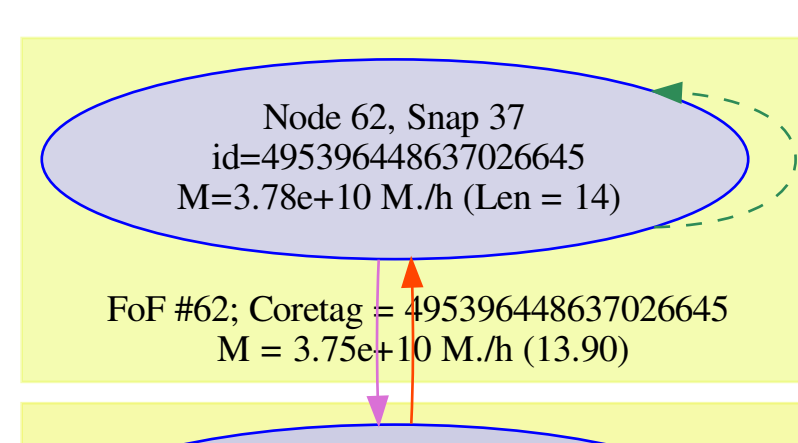 Node 62, Snap 37
id=495396448637026645
M=3.78e+10 M./h (Len = 14)
FoF #62; Coretag = 495396448637026645
M = 3.75e+10 M./h (13.90)